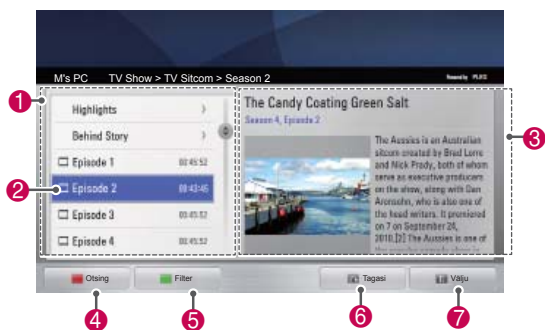 M's PC TV Show > TV Sitcom > Season 2
Powered by PLEX
1
Highlights >
Behind Story >
Episode 1 00:45:52
2
Episode 2 00:43:45
Episode 3 00:45:52
Episode 4 00:45:52
The Candy Coating Green Salt
Season 4, Episode 2
3
The Aussies is an Australian
sitcom created by Brad Lorre
and Nick Prady, both of whom
serve as executive producers
on the show, along with Dan
Aronsohn, who is also one of
the head writers. It premiered
on 7 on September 24,
2010.[2] The Aussies is one of
Otsing
Filter
Tagasi
Välju
4
5
6
7